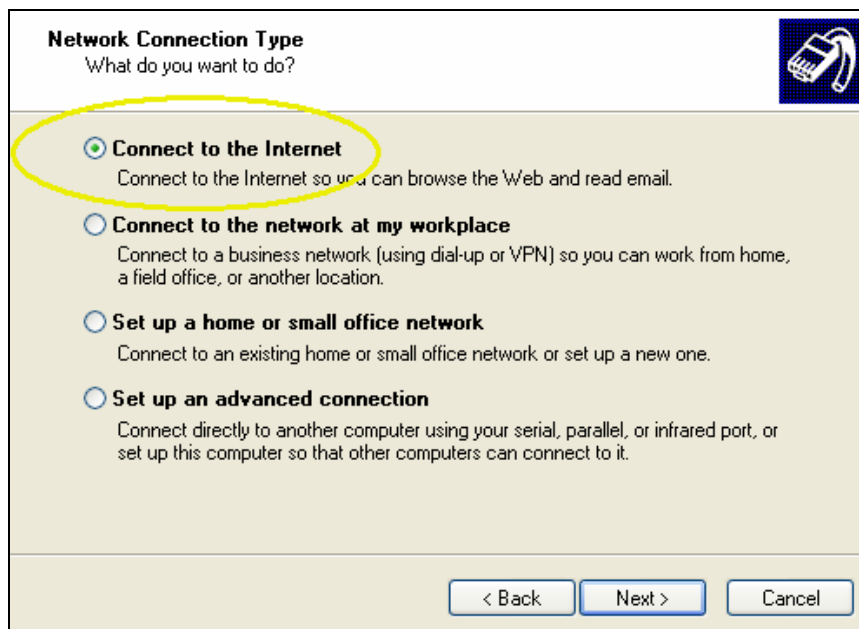 Network Connection Type
What do you want to do?
Connect to the Internet
Connect to the Internet so you can browse the Web and read email.
Connect to the network at my workplace
Connect to a business network (using dial-up or VPN) so you can work from home,
a field office, or another location.
Set up a home or small office network
Connect to an existing home or small office network or set up a new one.
Set up an advanced connection
Connect directly to another computer using your serial, parallel, or infrared port, or
set up this computer so that other computers can connect to it.
< Back Next > Cancel